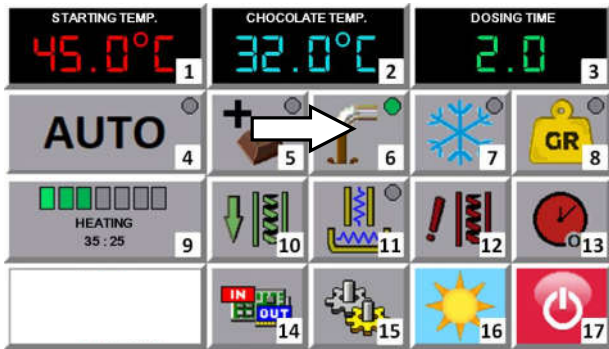 STARTING TEMP. CHOCOLATE TEMP. DOSING TIME
45.0°C 1 32.0°C 2 2.0 3
AUTO 4 + 5 6 7 GR 8
HEATING
35 : 25 9 10 11 ! 12 13
IN
OUT 14 15 16 17